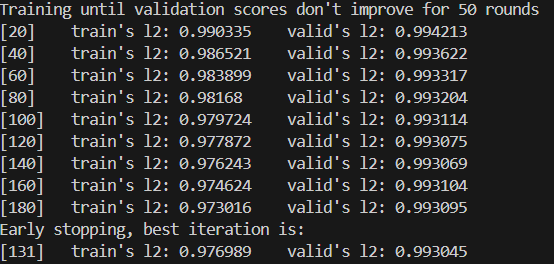 Training until validation scores don't improve for 50 rounds
[20]	train's l2: 0.990335	valid's l2: 0.994213
[40]	train's l2: 0.986521	valid's l2: 0.993622
[60]	train's l2: 0.983899	valid's l2: 0.993317
[80]	train's l2: 0.98168	valid's l2: 0.993204
[100]	train's l2: 0.979724	valid's l2: 0.993114
[120]	train's l2: 0.977872	valid's l2: 0.993075
[140]	train's l2: 0.976243	valid's l2: 0.993069
[160]	train's l2: 0.974624	valid's l2: 0.993104
[180]	train's l2: 0.973016	valid's l2: 0.993095
Early stopping, best iteration is:
[131]	train's l2: 0.976989	valid's l2: 0.993045